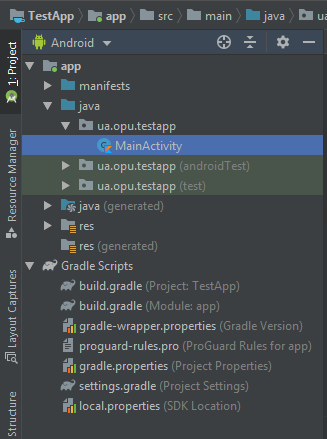 TestApp app src main java ua
1: Project
Resource Manager
Layout Captures
Structure
Android
app
manifests
java
ua.opu.testapp
MainActivity
ua.opu.testapp (androidTest)
ua.opu.testapp (test)
java (generated)
res
res (generated)
Gradle Scripts
build.gradle (Project: TestApp)
build.gradle (Module: app)
gradle-wrapper.properties (Gradle Version)
proguard-rules.pro (ProGuard Rules for app)
gradle.properties (Project Properties)
settings.gradle (Project Settings)
local.properties (SDK Location)